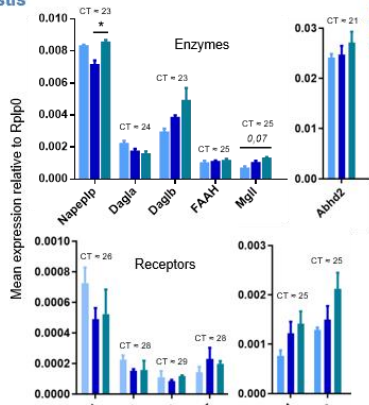 CT ≈ 23
*
Enzymes
CT ≈ 21
0.010
0.008
0.006
0.004
0.002
0.000
CT ≈ 23
CT ≈ 24
CT ≈ 25
CT ≈ 25
0,07
0.03
0.02
0.01
0.00
Napeplp
Dagla
Daglb
FAAH
Mgll
Abhd2
Mean expression relative to Rplp0
0.0010
0.0008
0.0006
0.0004
0.0002
0.0000
CT ≈ 26
Receptors
CT ≈ 28
CT ≈ 29
CT ≈ 28
0.003
0.002
0.001
0.000
CT ≈ 25
CT ≈ 25